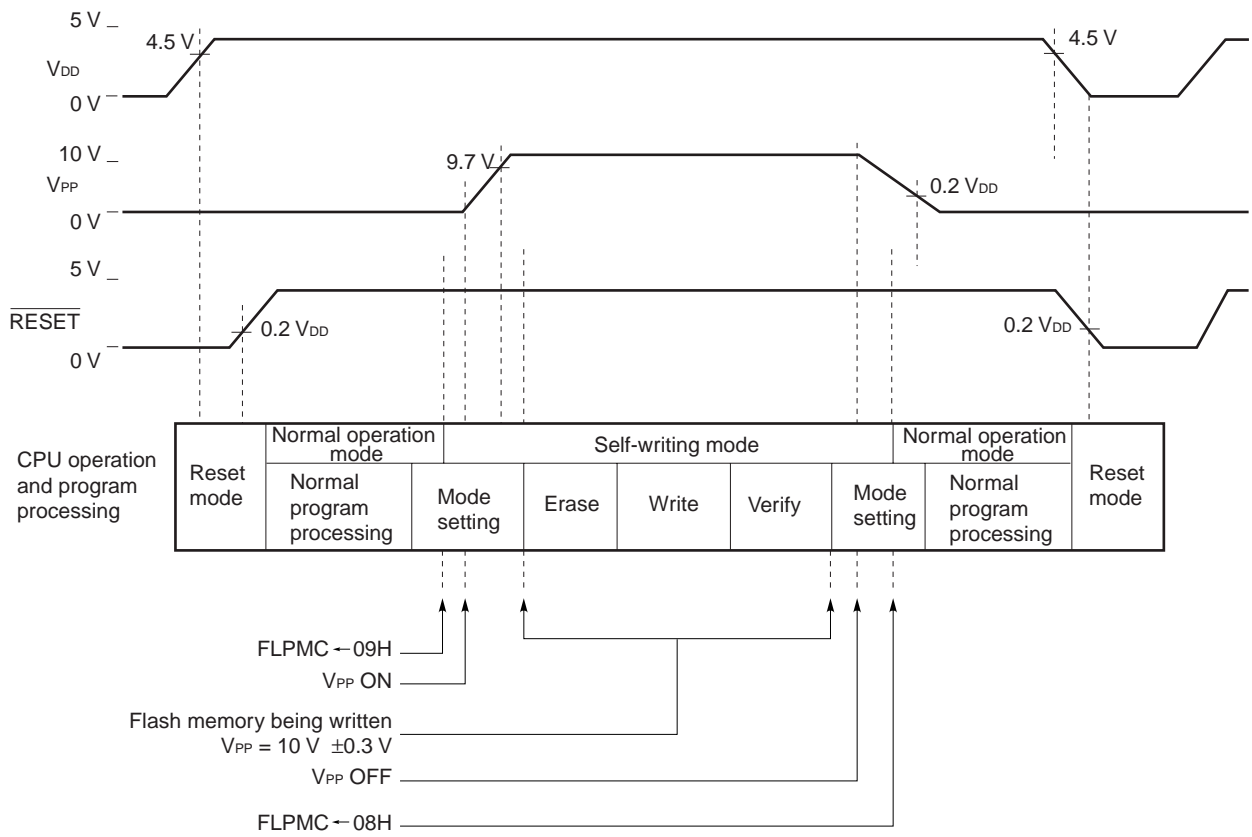 5 V
4.5 V
4.5 V
VDD
0 V
10 V
9.7 V
VPP
0.2 VDD
0 V
5 V
RESET
0.2 VDD
0.2 VDD
0 V
CPU operation
and program
processing
Reset
mode
Normal operation
mode
Self-writing mode
Normal operation
mode
Normal
program
processing
Mode
setting
Erase
Write
Verify
Mode
setting
Normal
program
processing
Reset
mode
FLPMC ← 09H
VPP ON
Flash memory being written
VPP = 10 V ±0.3 V
VPP OFF
FLPMC ← 08H